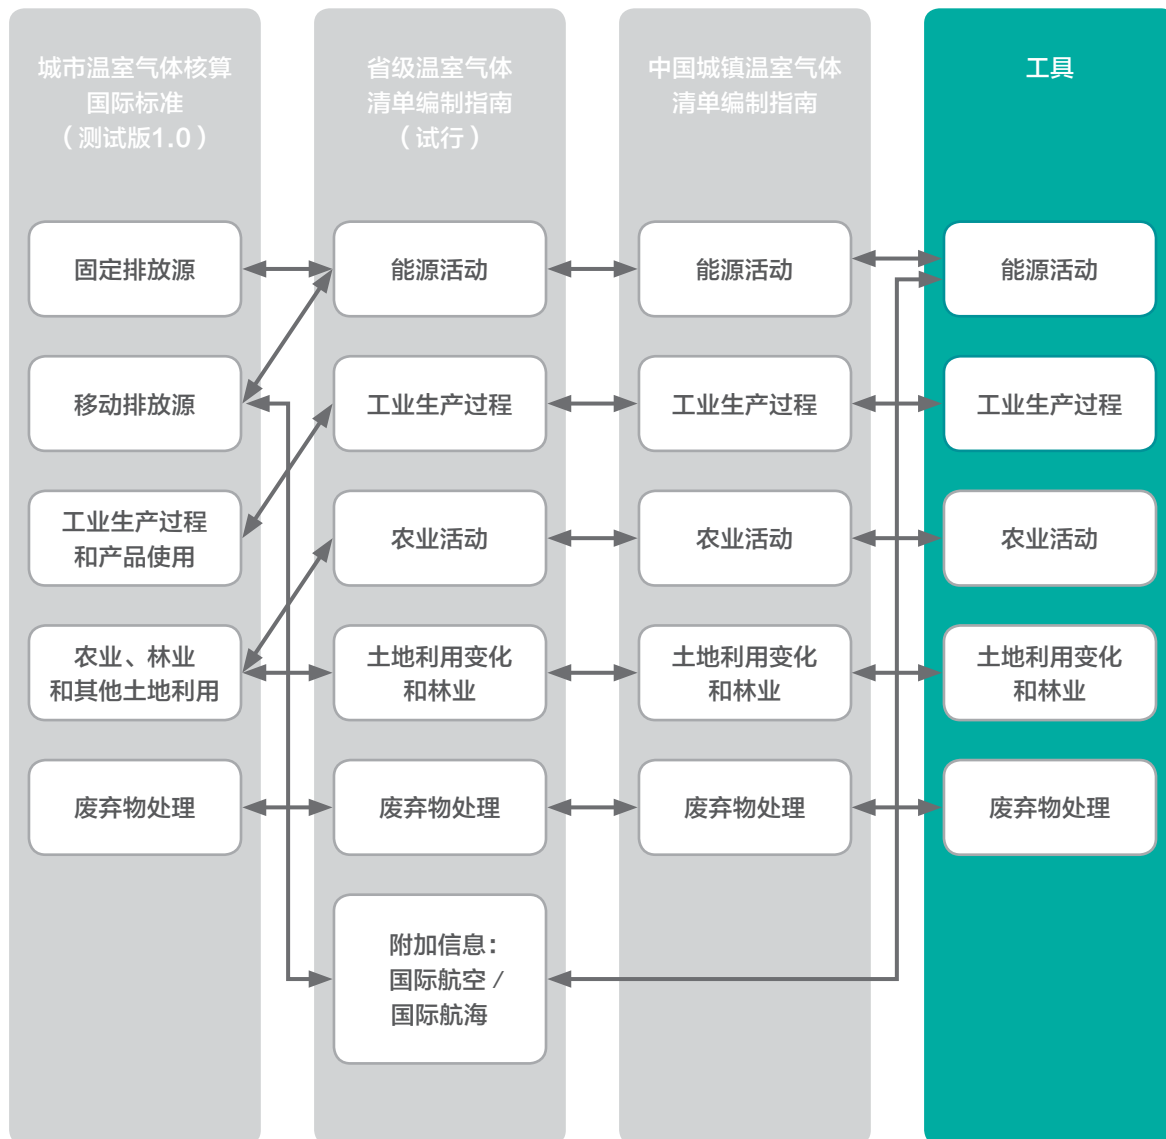 城市温室气体核算
国际标准
（测试版1.0）
省级温室气体
清单编制指南
（试行）
中国城镇温室气体
清单编制指南
工具
固定排放源
能源活动
能源活动
能源活动
移动排放源
工业生产过程
工业生产过程
工业生产过程
工业生产过程
和产品使用
农业活动
农业活动
农业活动
农业、林业
和其他土地利用
土地利用变化
和林业
土地利用变化
和林业
土地利用变化
和林业
废弃物处理
废弃物处理
废弃物处理
废弃物处理
附加信息：
国际航空 /
国际航海